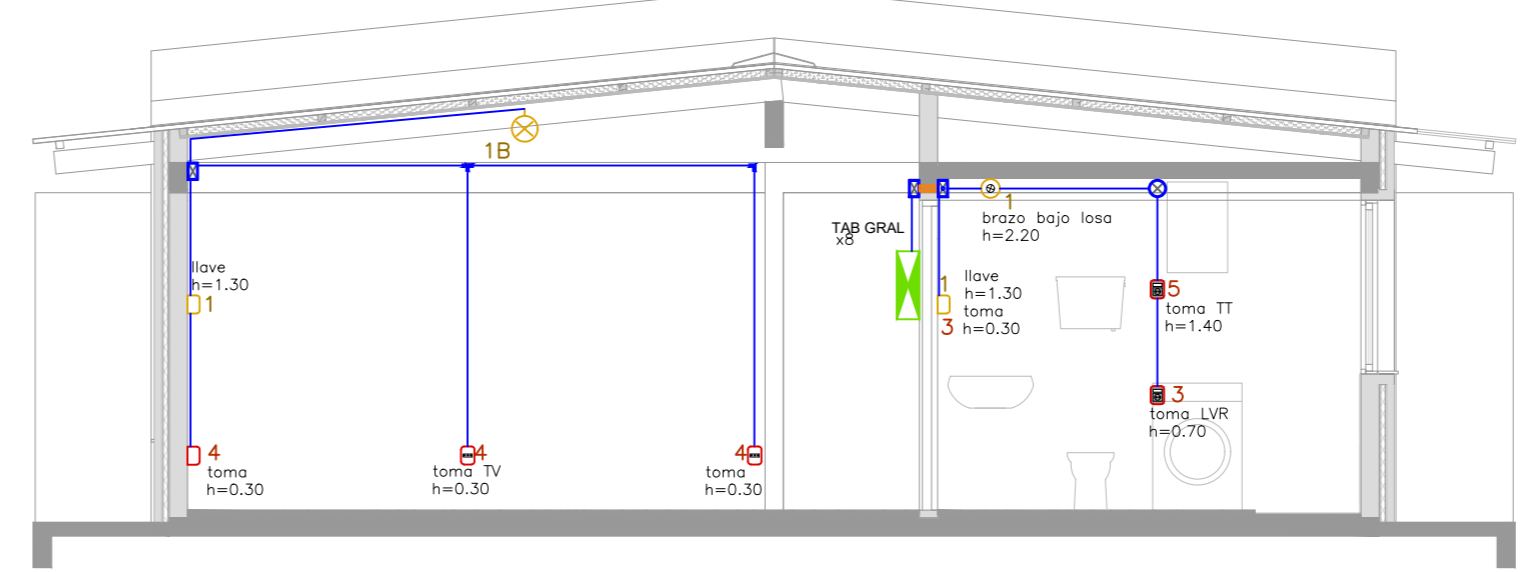 1B
1
brazo bajo losa
h=2.20
TAB GRAL
x8
llave
h=1.30
1
1
llave
h=1.30
toma
3 h=0.30
5
toma TT
h=1.40
3
toma LVR
h=0.70
4
toma
h=0.30
4
toma TV
h=0.30
4
toma
h=0.30